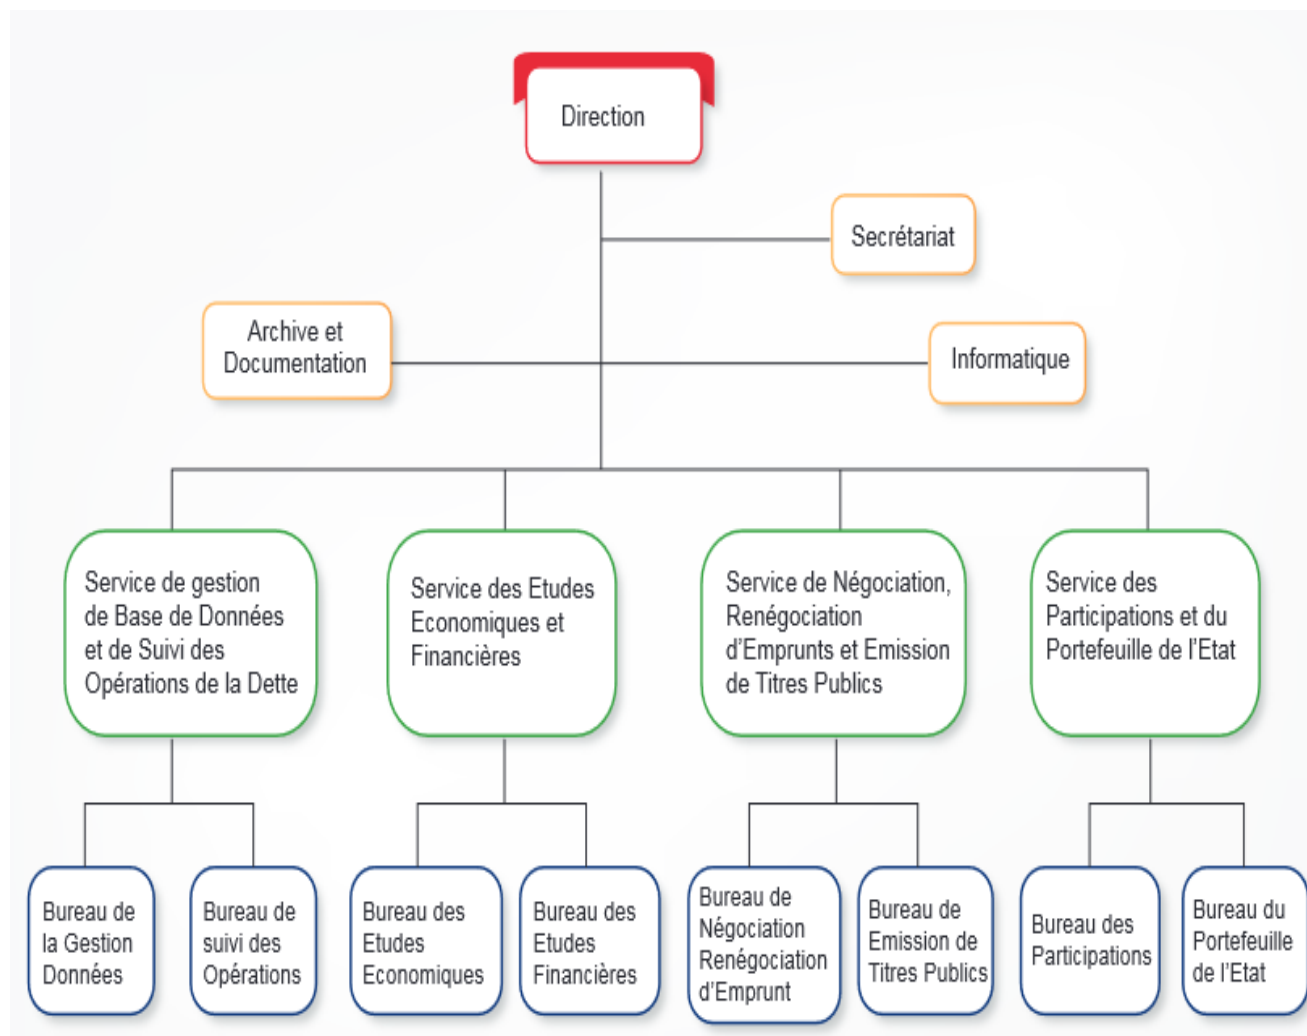 Direction
Secrétariat
Archive et
Documentation
Informatique
Service de gestion
de Base de Données
et de Suivi des
Opérations de la Dette
Service des Etudes
Economiques et
Financières
Service de Négociation,
Renégociation
d'Emprunts et Emission
de Titres Publics
Service des
Participations et du
Portefeuille de l'Etat
Bureau de
la Gestion
Données
Bureau de
suivi des
Opérations
Bureau des
Etudes
Economiques
Bureau des
Etudes
Financières
Bureau de
Négociation
Renégociation
d'Emprunt
Bureau de
Emission de
Titres Publics
Bureau des
Participations
Bureau du
Portefeuille
de l'Etat